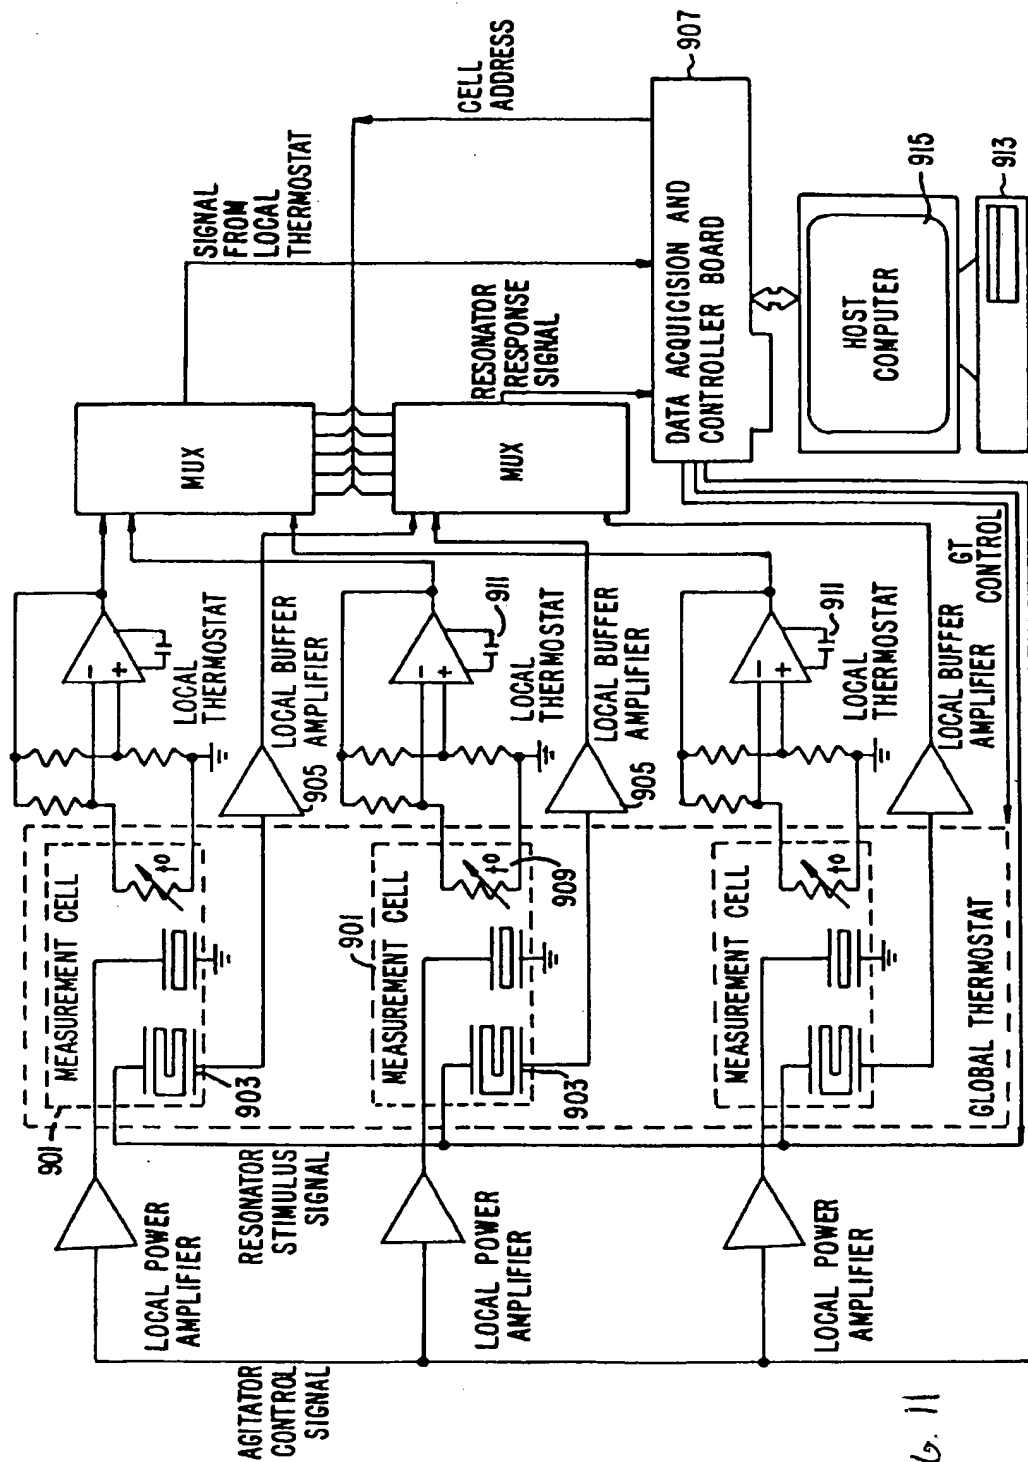 SIGNAL
FROM
LOCAL
THERMOSTAT
CELL
ADDRESS
907
MUX
RESONATOR
RESPONSE
SIGNAL
MUX
DATA ACQUICISION AND
CONTROLLER BOARD
HOST
COMPUTER
915
913
-
+
LOCAL
THERMOSTAT
LOCAL BUFFER
AMPLIFIER
905
-
+
911
LOCAL
THERMOSTAT
LOCAL BUFFER
AMPLIFIER
905
-
+
911
LOCAL
THERMOSTAT
LOCAL BUFFER
AMPLIFIER
GT
CONTROL
901
MEASUREMENT CELL
t°
903
901
MEASUREMENT CELL
t°
909
903
MEASUREMENT CELL
t°
GLOBAL THERMOSTAT
LOCAL POWER
AMPLIFIER
RESONATOR
STIMULUS
SIGNAL
LOCAL POWER
AMPLIFIER
LOCAL POWER
AMPLIFIER
AGITATOR
CONTROL
SIGNAL
G. 11